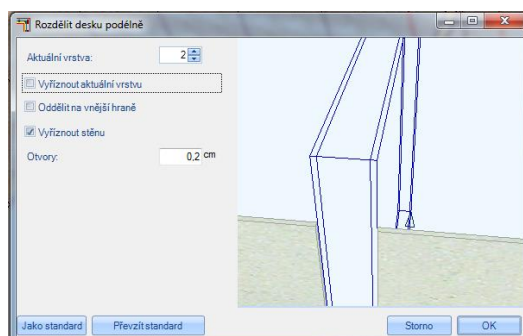 Rozdělít desku podélně
Aktuální vrstva: 2
Vyříznout aktuální vrstvu
Oddělit na vnější hraně
Vyříznout stěnu
Otvory: 0,2 cm
Jako standard Převzít standard Storno OK